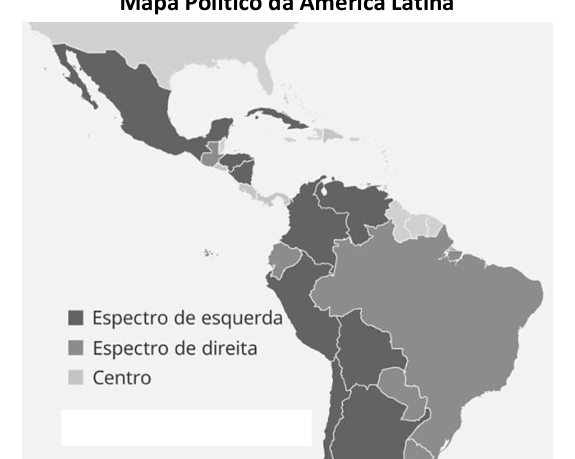 Mapa Político da América Latina
Espectro de esquerda
Espectro de direita
Centro